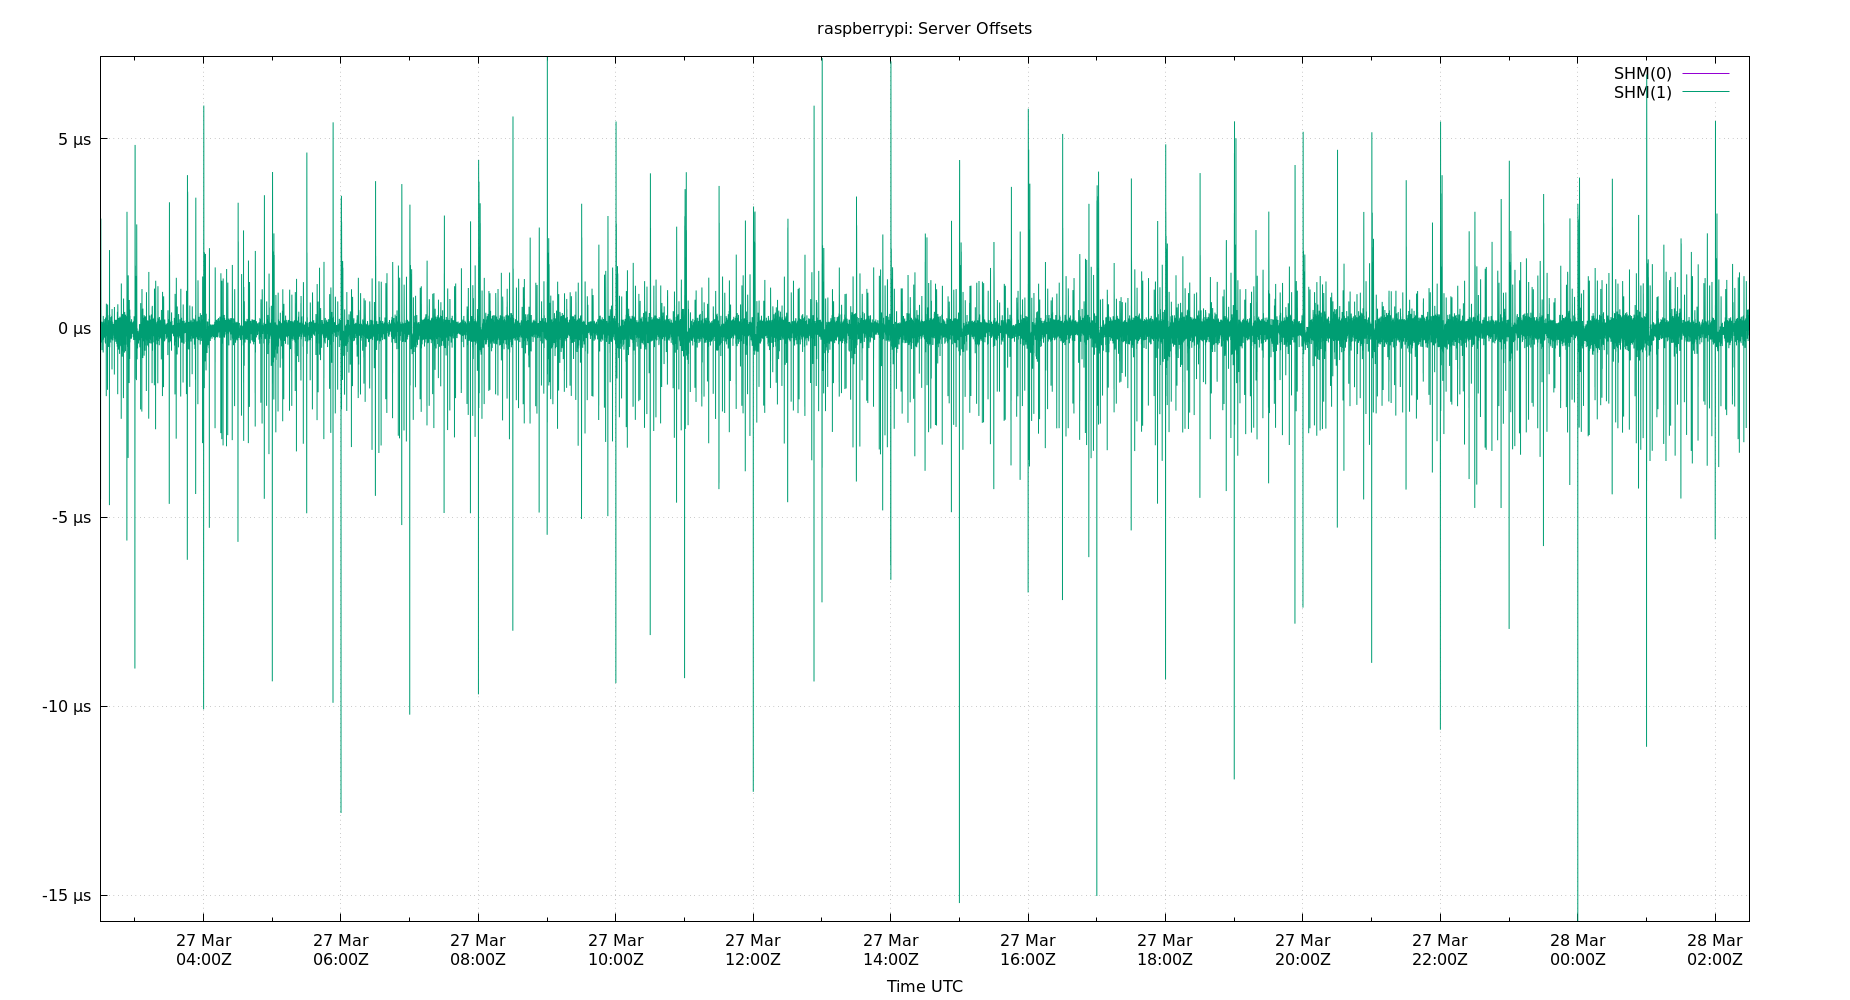 raspberrypi: Server Offsets
SHM(0)
SHM(1)
5 µs
0 µs
-5 µs
-10 µs
-15 µs
27 Mar 27 Mar 27 Mar 27 Mar 27 Mar 27 Mar 27 Mar 27 Mar 27 Mar 27 Mar 28 Mar 28 Mar
04:00Z 06:00Z 08:00Z 10:00Z 12:00Z 14:00Z 16:00Z 18:00Z 20:00Z 22:00Z 00:00Z 02:00Z
Time UTC